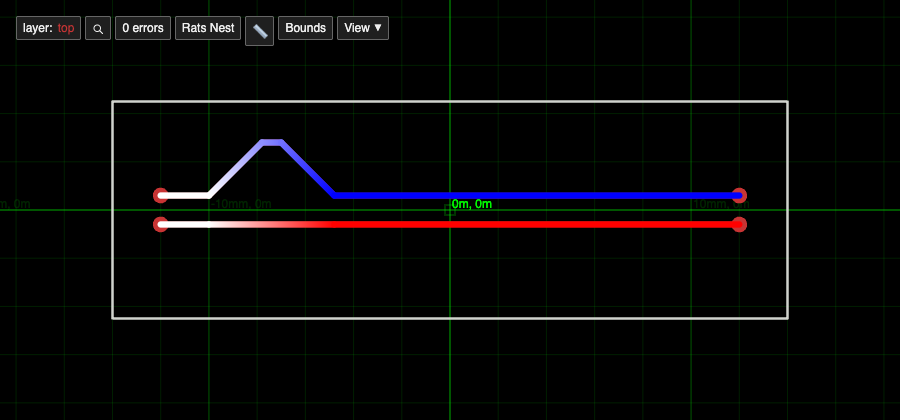 layer: top 0 errors Rats Nest Bounds View ▼
m, 0m -10mm, 0m 0m, 0m 10mm, 0m